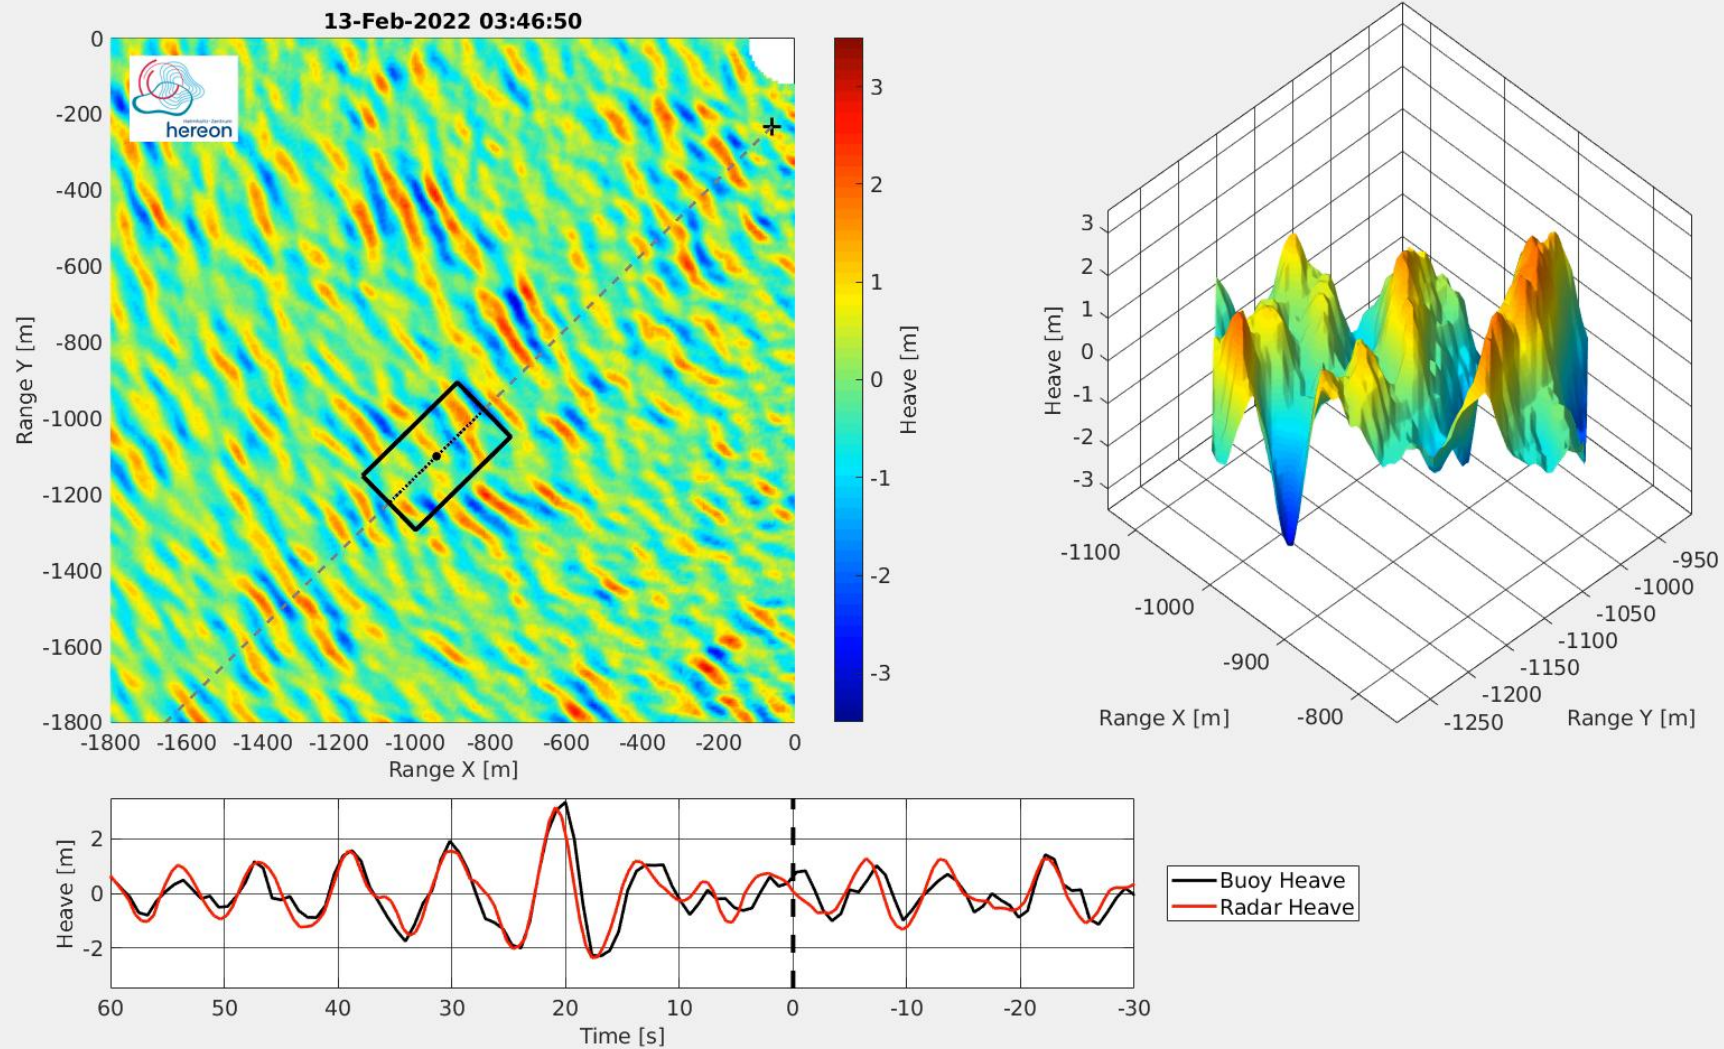 13-Feb-2022 03:46:50
0
-200
-400
-600
-800
-1000
-1200
-1400
-1600
-1800
Range Y [m]
-1800 -1600 -1400 -1200 -1000 -800 -600 -400 -200 0
Range X [m]
Helmholtz-Zentrum
hereon
3
2
1
0
-1
-2
-3
Heave [m]
3
2
1
0
-1
-2
-3
Heave [m]
-1100
-1000
-900
-800
Range X [m]
-950
-1000
-1050
-1100
-1150
-1200
-1250
Range Y [m]
2
0
-2
Heave [m]
60 50 40 30 20 10 0 -10 -20 -30
Time [s]
Buoy Heave
Radar Heave